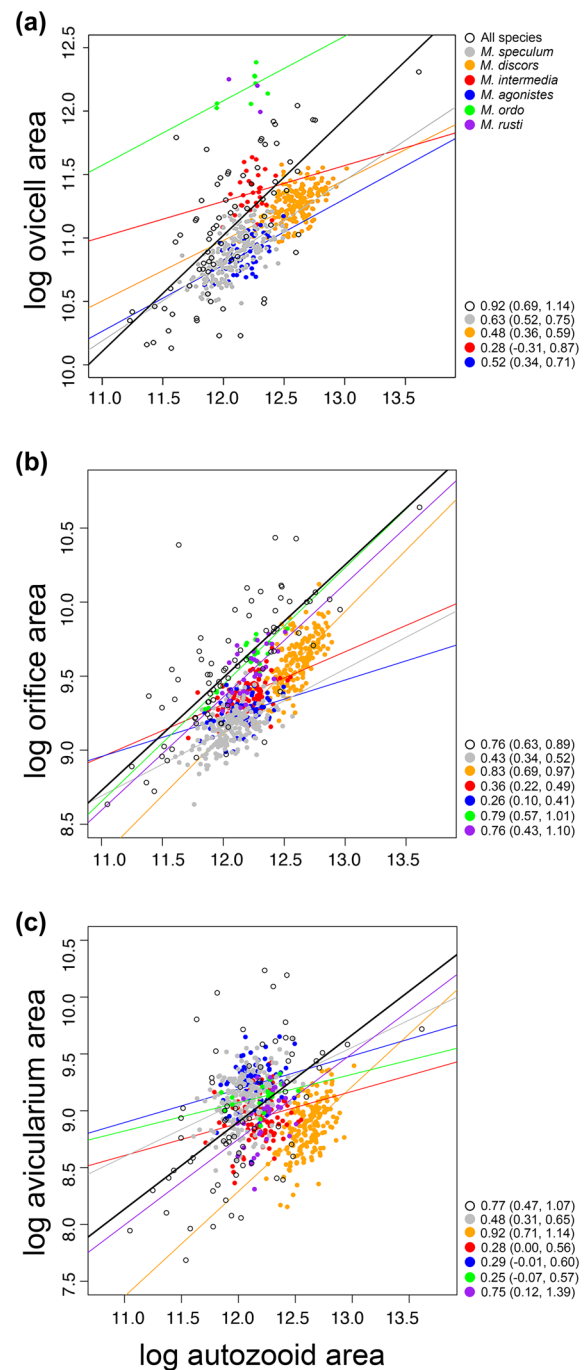 (a)
12.5
12.0
11.5
11.0
10.5
10.0
log ovicell area
11.0 11.5 12.0 12.5 13.0 13.5
All species
M. speculum
M. discors
M. intermedia
M. agonistes
M. ordo
M. rusti
0.92 (0.69, 1.14)
0.63 (0.52, 0.75)
0.48 (0.36, 0.59)
0.28 (-0.31, 0.87)
0.52 (0.34, 0.71)
(b)
10.5
10.0
9.5
9.0
8.5
log orifice area
11.0 11.5 12.0 12.5 13.0 13.5
0.76 (0.63, 0.89)
0.43 (0.34, 0.52)
0.83 (0.69, 0.97)
0.36 (0.22, 0.49)
0.26 (0.10, 0.41)
0.79 (0.57, 1.01)
0.76 (0.43, 1.10)
(c)
10.5
10.0
9.5
9.0
8.5
8.0
7.5
log avicularium area
11.0 11.5 12.0 12.5 13.0 13.5
0.77 (0.47, 1.07)
0.48 (0.31, 0.65)
0.92 (0.71, 1.14)
0.28 (0.00, 0.56)
0.29 (-0.01, 0.60)
0.25 (-0.07, 0.57)
0.75 (0.12, 1.39)
log autozooid area